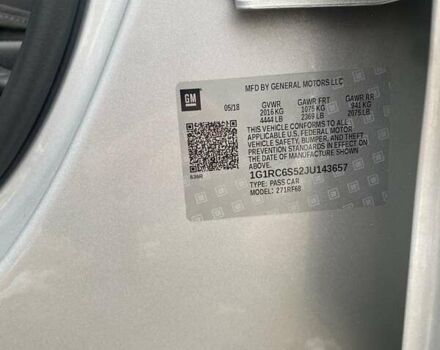 MFD BY GENERAL MOTORS LLC
GM
05/18 GVWR GAWR FRT GAWR RR
2016 KG 1075 KG 941 KG
4444 LB 2369 LB 2075 LB
THIS VEHICLE CONFORMS TO ALL
APPLICABLE U.S. FEDERAL MOTOR
VEHICLE SAFETY, BUMPER, AND THEFT
PREVENTION STANDARDS IN EFFECT ON
THE DATE OF MANUFACTURE SHOWN
ABOVE.
1G1RC6S52JU143657
TYPE: PASS CAR
MODEL: 271RF68